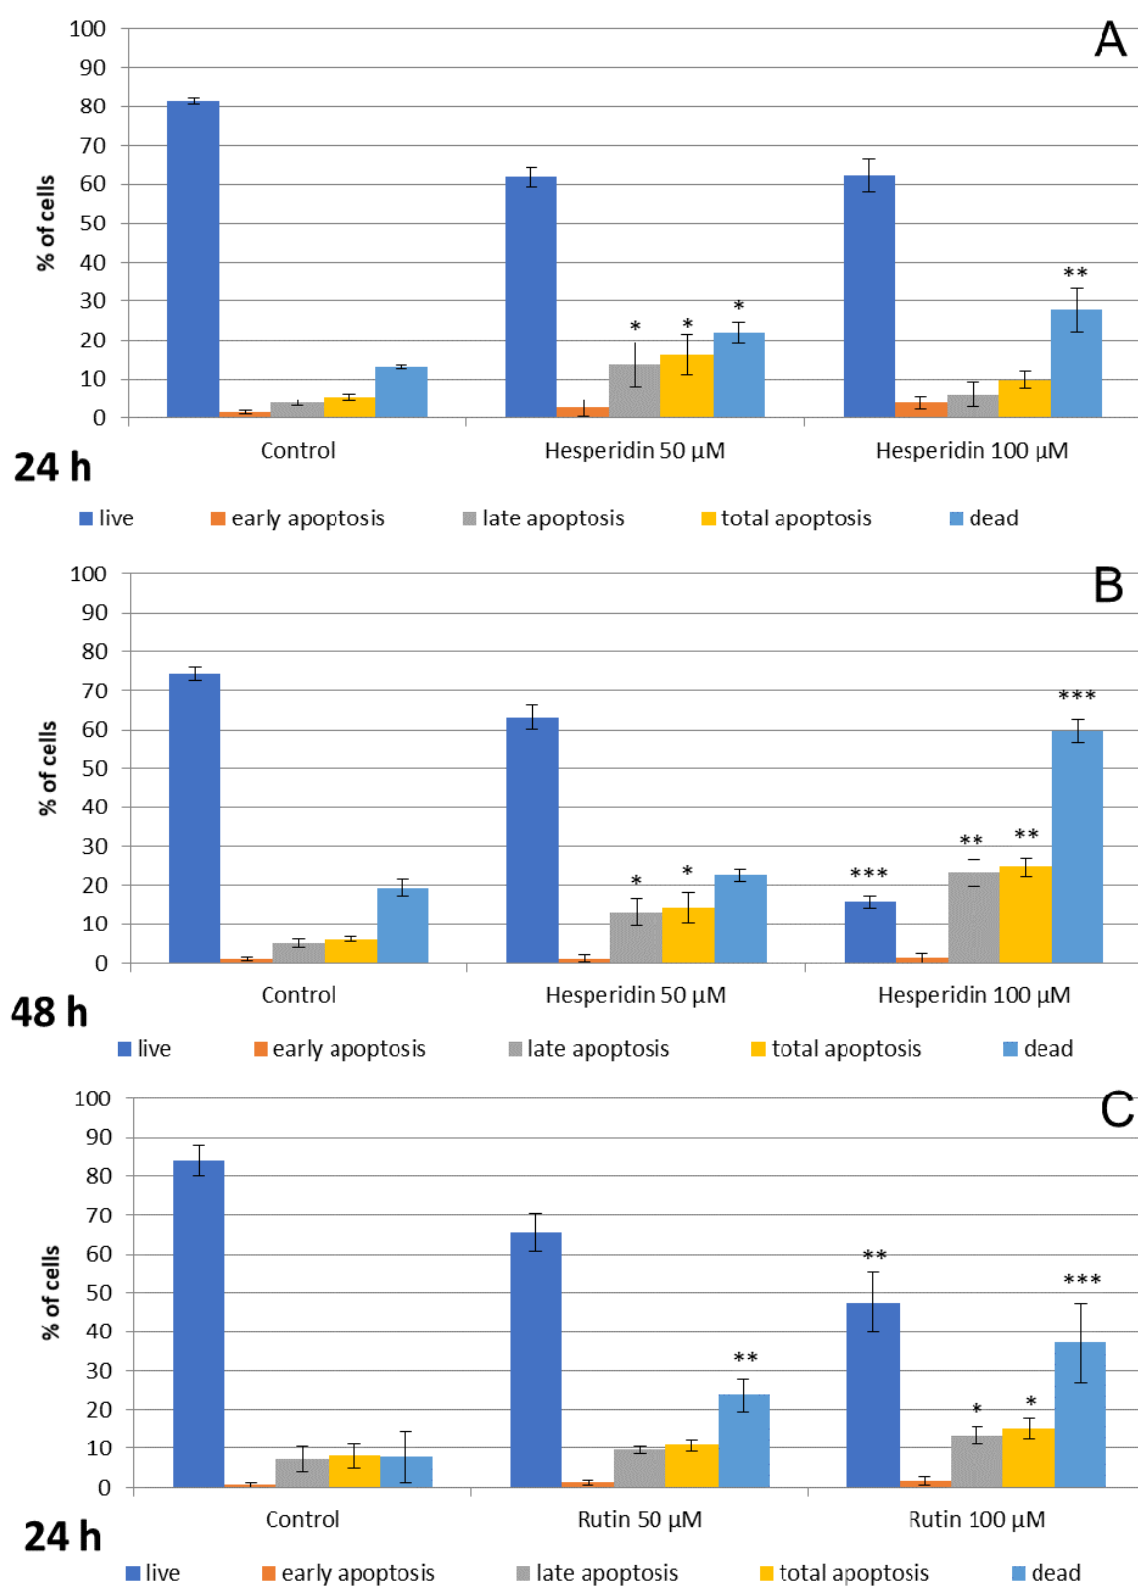 A
100
90
80
70
60
50
40
30
20
10
0
% of cells
*
*
*
**
Control
Hesperidin 50 µM
Hesperidin 100 µM
24 h
live
early apoptosis
late apoptosis
total apoptosis
dead
B
100
90
80
70
60
50
40
30
20
10
0
% of cells
*
*
***
**
**
***
Control
Hesperidin 50 µM
Hesperidin 100 µM
48 h
live
early apoptosis
late apoptosis
total apoptosis
dead
C
100
90
80
70
60
50
40
30
20
10
0
% of cells
**
**
*
*
***
Control
Rutin 50 µM
Rutin 100 µM
24 h
live
early apoptosis
late apoptosis
total apoptosis
dead